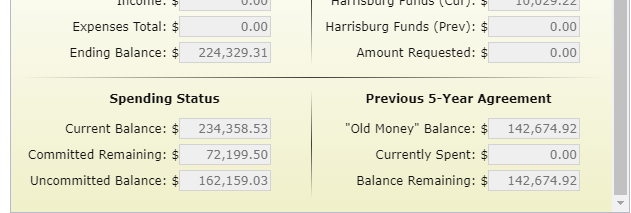 Income: $ 0.00
Harrisburg Funds (Cur): $ 10,029.22
Expenses Total: $ 0.00
Harrisburg Funds (Prev): $ 0.00
Ending Balance: $ 224,329.31
Amount Requested: $ 0.00
Spending Status
Current Balance: $ 234,358.53
Committed Remaining: $ 72,199.50
Uncommitted Balance: $ 162,159.03
Previous 5-Year Agreement
"Old Money" Balance: $ 142,674.92
Currently Spent: $ 0.00
Balance Remaining: $ 142,674.92